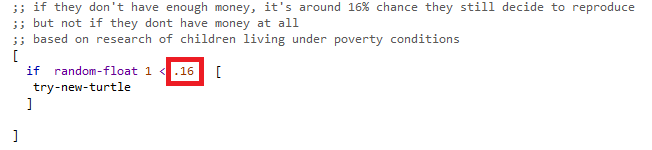 ;; if they don't have enough money, it's around 16% chance they still decide to reproduce
;; but not if they dont have money at all
;; based on research of children living under poverty conditions
[
if random-float 1 < .16 [
try-new-turtle
]
]